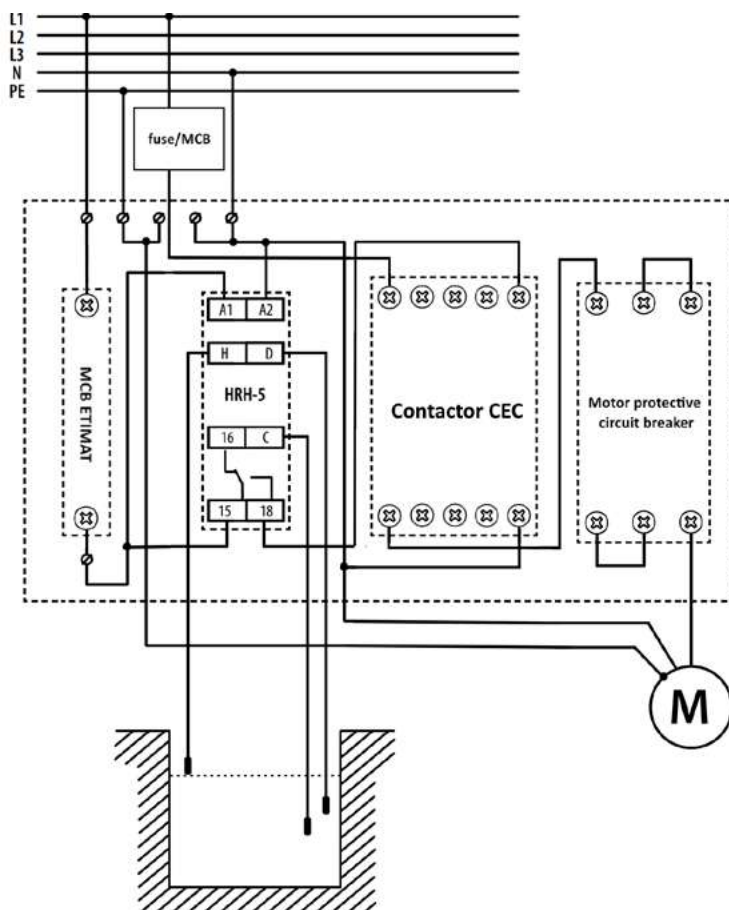 L1
L2
L3
N
PE
fuse/MCB
A1 A2
H D
HRH-5
16 C
15 18
MCB ETIMAT
Contactor CEC
Motor protective
circuit breaker
M